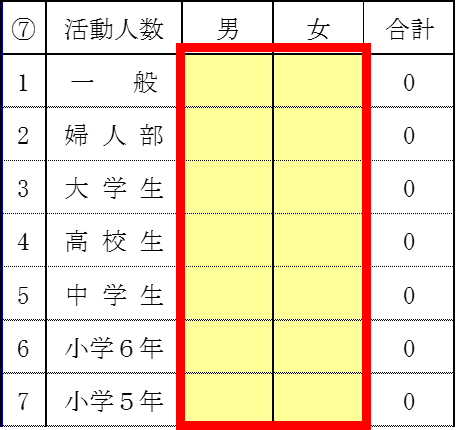 ⑦ 活動人数 男 女 合計
1 一 般 0
2 婦 人 部 0
3 大 学 生 0
4 高 校 生 0
5 中 学 生 0
6 小学６年 0
7 小学５年 0